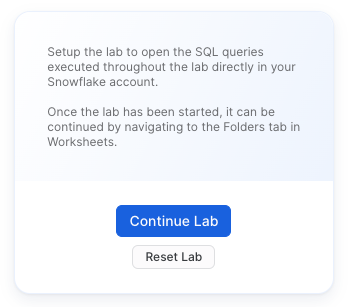 Setup the lab to open the SQL queries
executed throughout the lab directly in your
Snowflake account.
Once the lab has been started, it can be
continued by navigating to the Folders tab in
Worksheets.
Continue Lab
Reset Lab